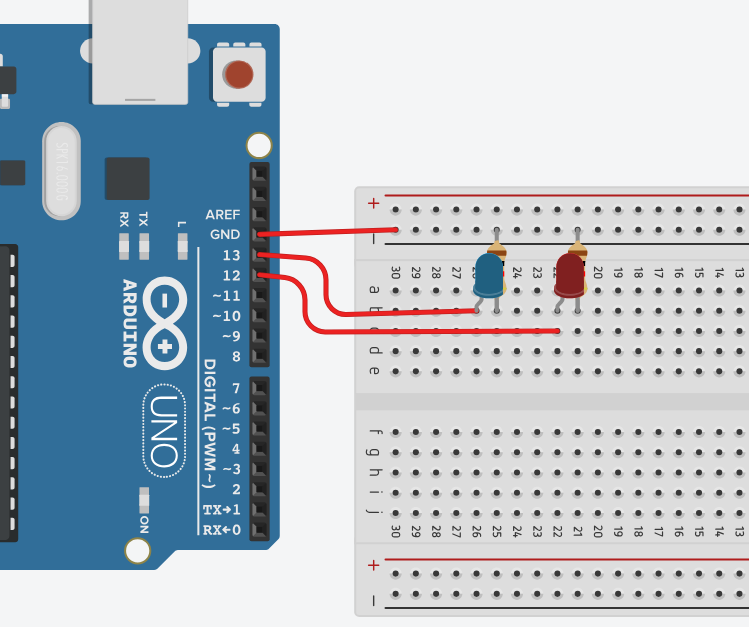 SPK16.000G
RX
TX
L
AREF
GND
13
12
~11
~10
~9
8
ARDUINO
UNO
DIGITAL (PWM~)
7
~6
~5
4
~3
2
TX→1
RX←0
ON
+
−
30 29 28 27 26 25 24 23 22 21 20 19 18 17 16 15 14 13
a
b
c
d
e
f
g
h
i
j
30 29 28 27 26 25 24 23 22 21 20 19 18 17 16 15 14 13
+
−